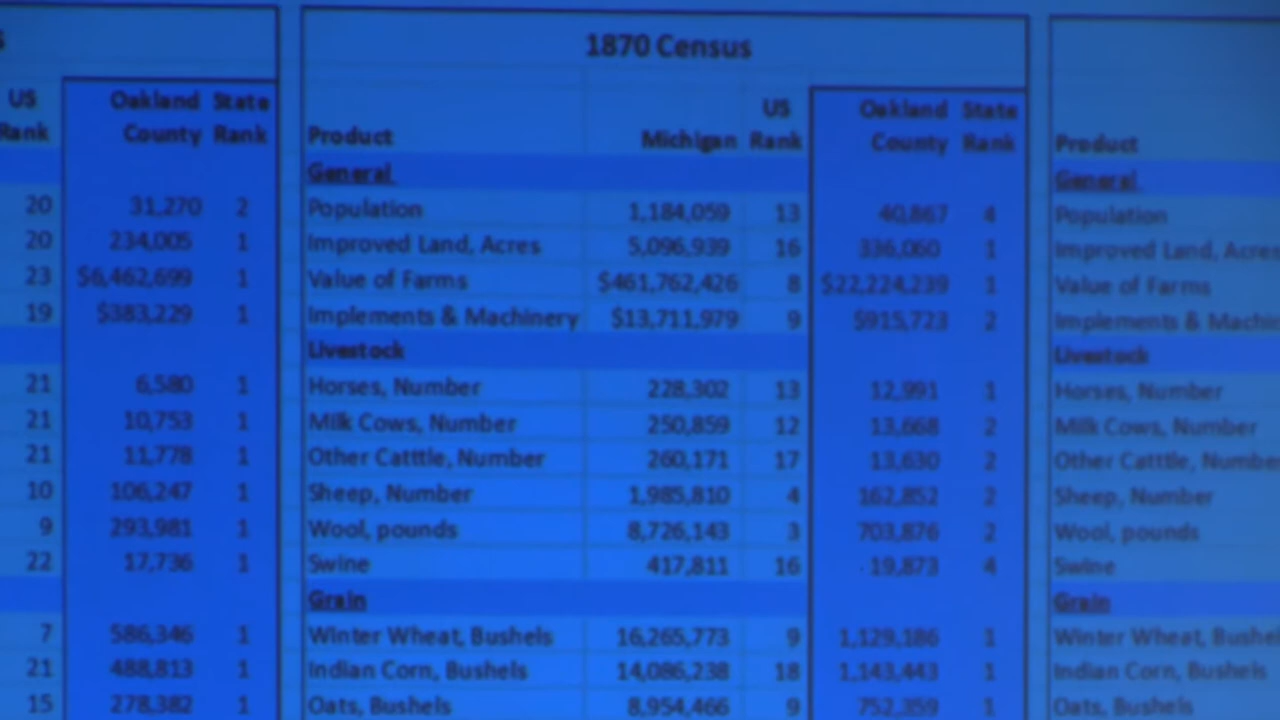 s
1870 Census
US Oakland State US Oakland State
Rank County Rank Product Michigan Rank County Rank Product
General General
20 31,270 2 Population 1,184,059 13 40,867 4 Population
20 234,005 1 Improved Land, Acres 5,096,939 16 336,060 1 Improved Land, Acres
23 $6,462,699 1 Value of Farms $461,762,426 8 $22,224,239 1 Value of Farms
19 $383,229 1 Implements & Machinery $13,711,979 9 $915,723 2 Implements & Machin
Livestock Livestock
21 6,580 1 Horses, Number 228,302 13 12,991 1 Horses, Number
21 10,753 1 Milk Cows, Number 250,859 12 13,668 2 Milk Cows, Number
21 11,778 1 Other Catttle, Number 260,171 17 13,630 2 Other Catttle, Number
10 106,247 1 Sheep, Number 1,985,810 4 162,852 2 Sheep, Number
9 293,981 1 Wool, pounds 8,726,143 3 703,876 2 Wool, pounds
22 17,736 1 Swine 417,811 16 19,873 4 Swine
Grain Grain
7 586,346 1 Winter Wheat, Bushels 16,265,773 9 1,129,186 1 Winter Wheat, Bushe
21 488,813 1 Indian Corn, Bushels 14,086,238 18 1,143,443 1 Indian Corn, Bushels
15 278,382 1 Oats, Bushels 8,954,466 9 752,359 1 Oats, Bushels